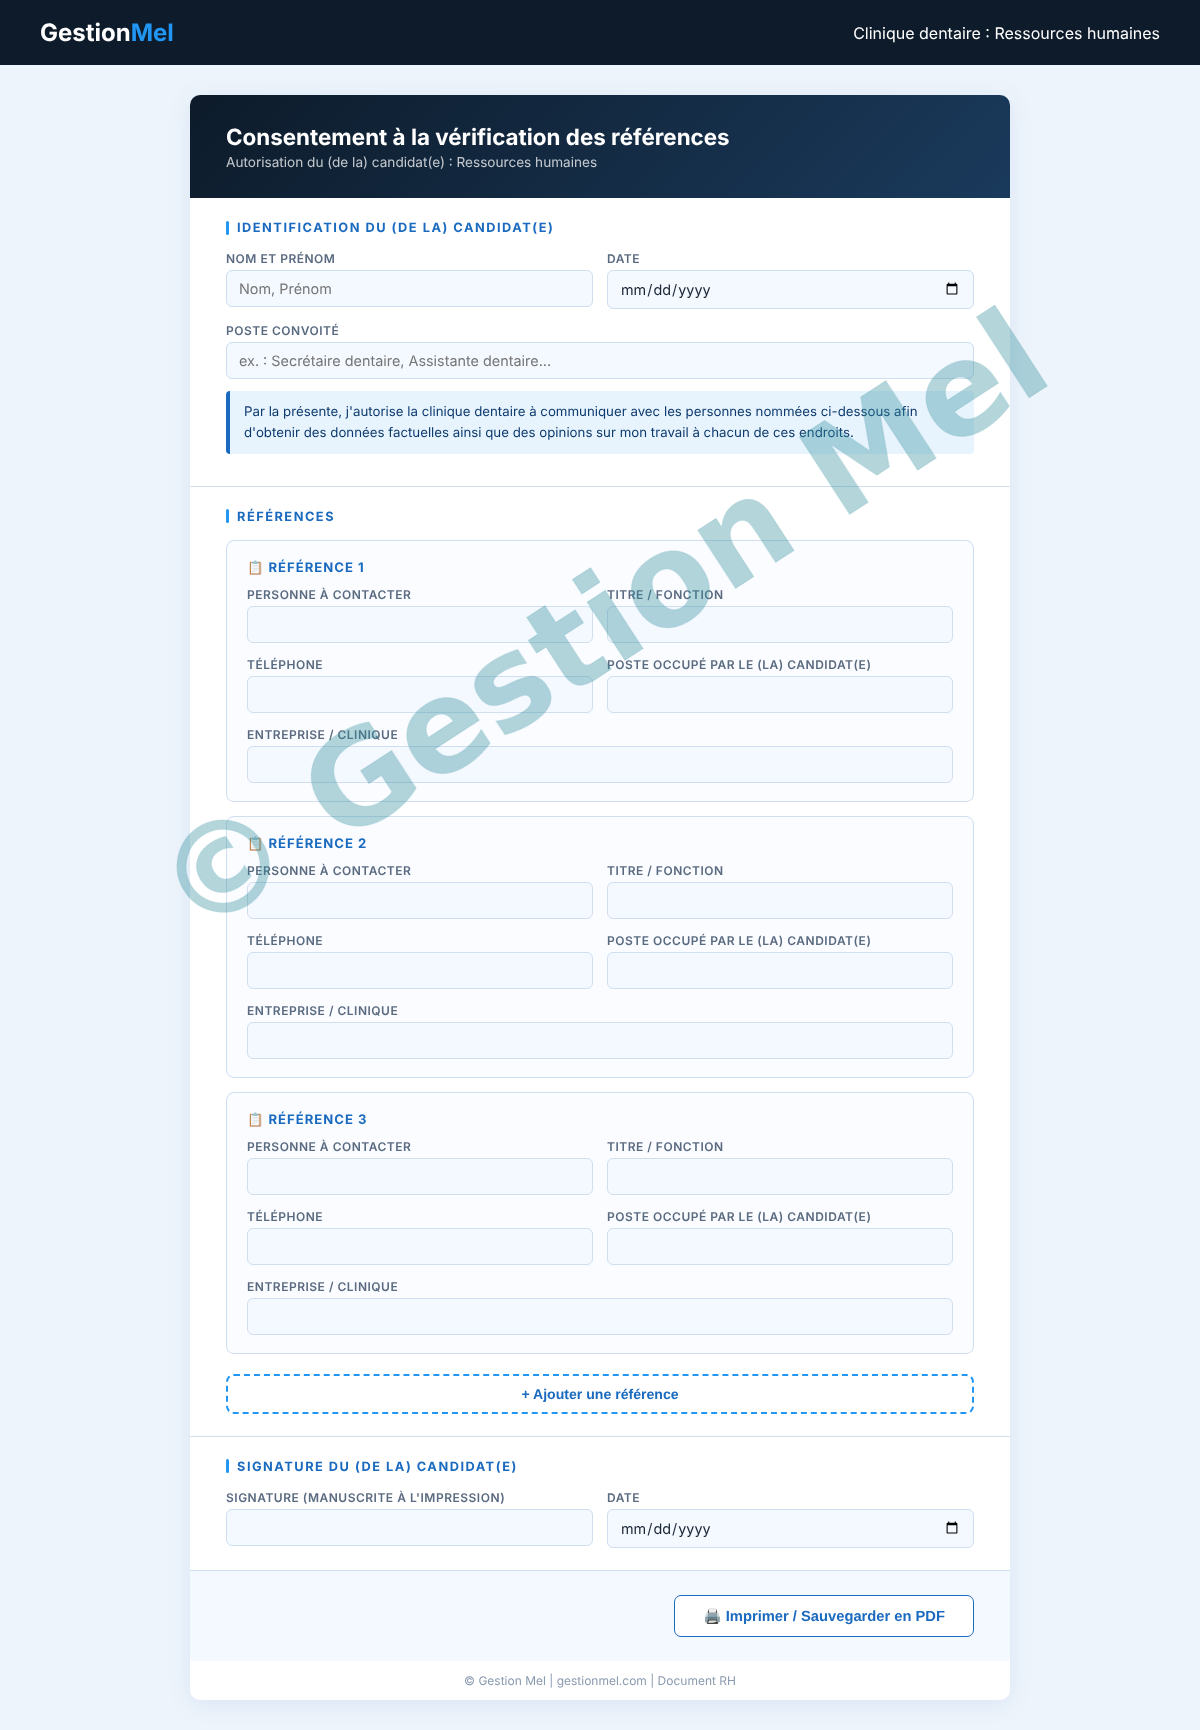 GestionMel
Clinique dentaire : Ressources humaines
Consentement à la vérification des références
Autorisation du (de la) candidat(e) : Ressources humaines
IDENTIFICATION DU (DE LA) CANDIDAT(E)
NOM ET PRÉNOM
DATE
Nom, Prénom
mm/dd/yyyy
POSTE CONVOITÉ
ex. : Secrétaire dentaire, Assistante dentaire...
Par la présente, j'autorise la clinique dentaire à communiquer avec les personnes nommées ci-dessous afin
d'obtenir des données factuelles ainsi que des opinions sur mon travail à chacun de ces endroits.
RÉFÉRENCES
📋 RÉFÉRENCE 1
PERSONNE À CONTACTER
TITRE / FONCTION
TÉLÉPHONE
POSTE OCCUPÉ PAR LE (LA) CANDIDAT(E)
ENTREPRISE / CLINIQUE
📋 RÉFÉRENCE 2
PERSONNE À CONTACTER
TITRE / FONCTION
TÉLÉPHONE
POSTE OCCUPÉ PAR LE (LA) CANDIDAT(E)
ENTREPRISE / CLINIQUE
📋 RÉFÉRENCE 3
PERSONNE À CONTACTER
TITRE / FONCTION
TÉLÉPHONE
POSTE OCCUPÉ PAR LE (LA) CANDIDAT(E)
ENTREPRISE / CLINIQUE
+ Ajouter une référence
SIGNATURE DU (DE LA) CANDIDAT(E)
SIGNATURE (MANUSCRITE À L'IMPRESSION)
DATE
mm/dd/yyyy
🖨️ Imprimer / Sauvegarder en PDF
© Gestion Mel | gestionmel.com | Document RH
© Gestion Mel